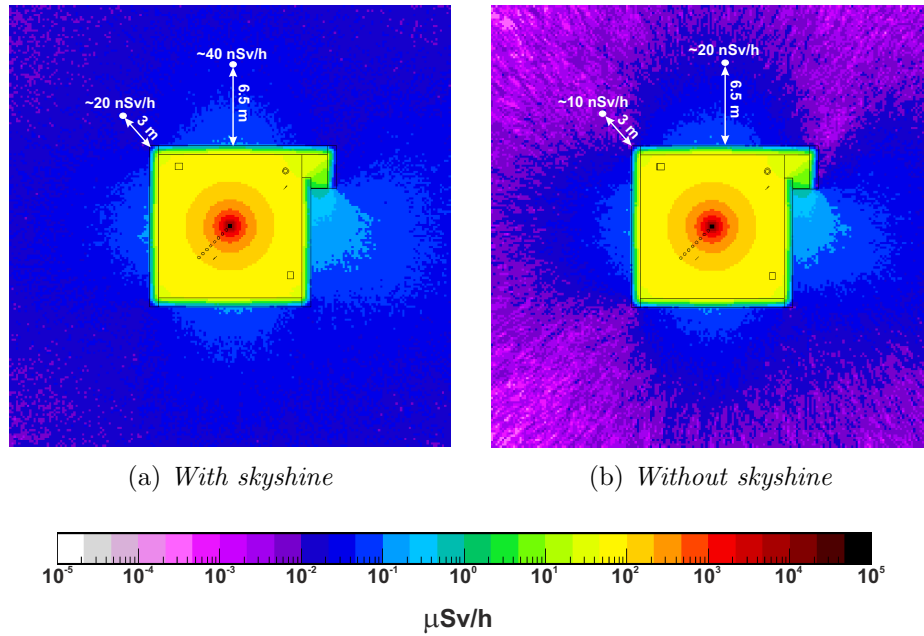 ~40 nSv/h
~20 nSv/h
6.5 m
3 m
~20 nSv/h
~10 nSv/h
6.5 m
3 m
(a) With skyshine
(b) Without skyshine
10⁻⁵ 10⁻⁴ 10⁻³ 10⁻² 10⁻¹ 10⁰ 10¹ 10² 10³ 10⁴ 10⁵
μSv/h